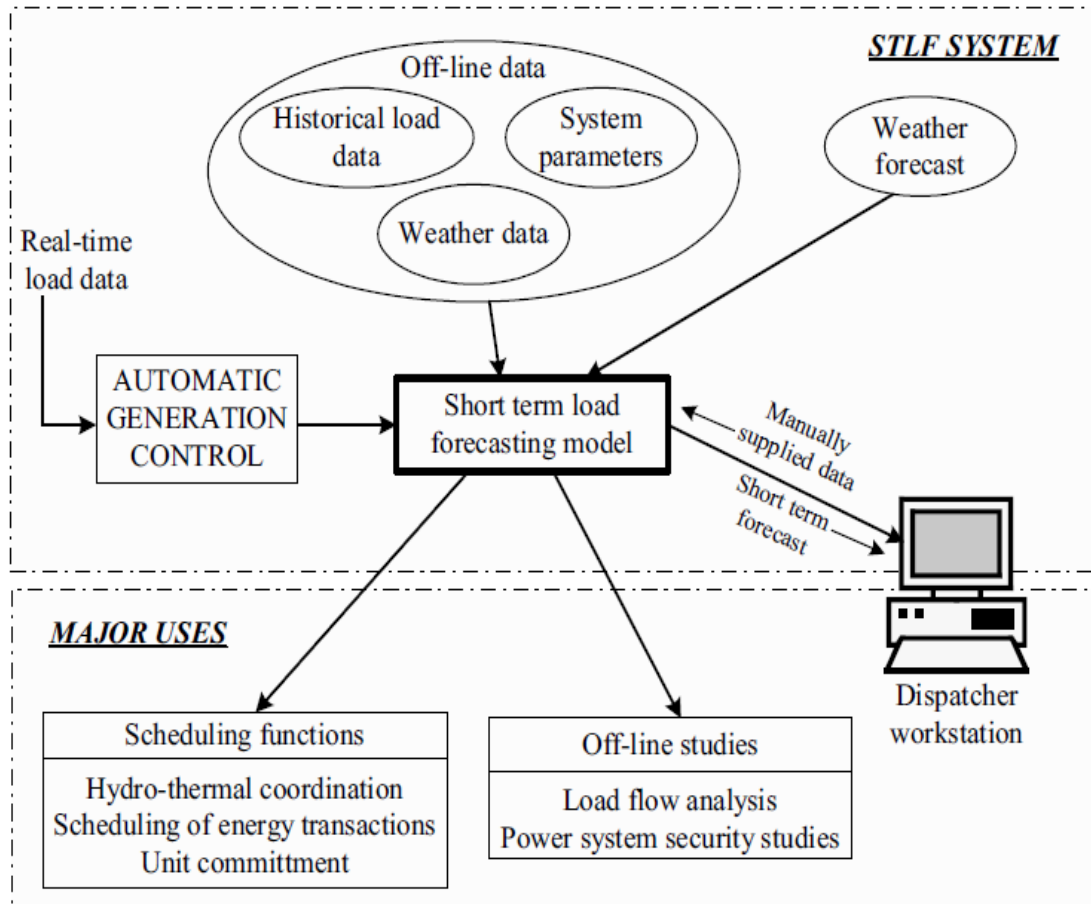 STLF SYSTEM
Off-line data
Historical load
data
System
parameters
Weather data
Weather
forecast
Real-time
load data
AUTOMATIC
GENERATION
CONTROL
Short term load
forecasting model
Manually
supplied data
Short term
forecast
MAJOR USES
Dispatcher
workstation
Scheduling functions
Hydro-thermal coordination
Scheduling of energy transactions
Unit committment
Off-line studies
Load flow analysis
Power system security studies